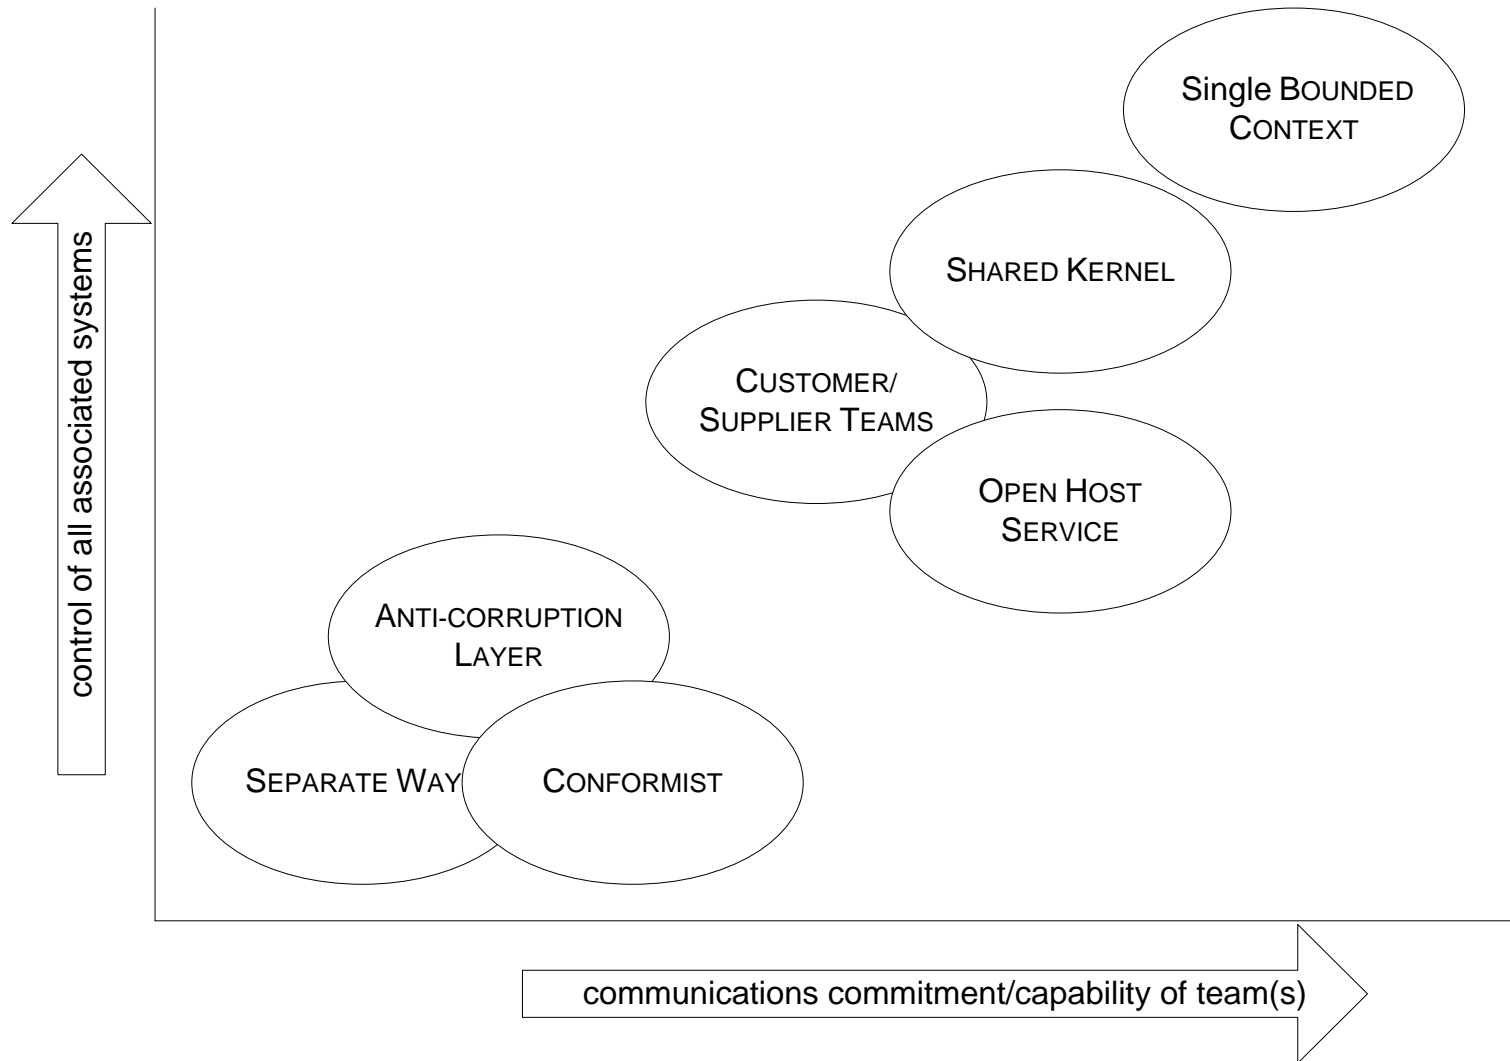 Single BOUNDED
CONTEXT
SHARED KERNEL
CUSTOMER/
SUPPLIER TEAMS
OPEN HOST
SERVICE
ANTI-CORRUPTION
LAYER
SEPARATE WAY
CONFORMIST
control of all associated systems
communications commitment/capability of team(s)